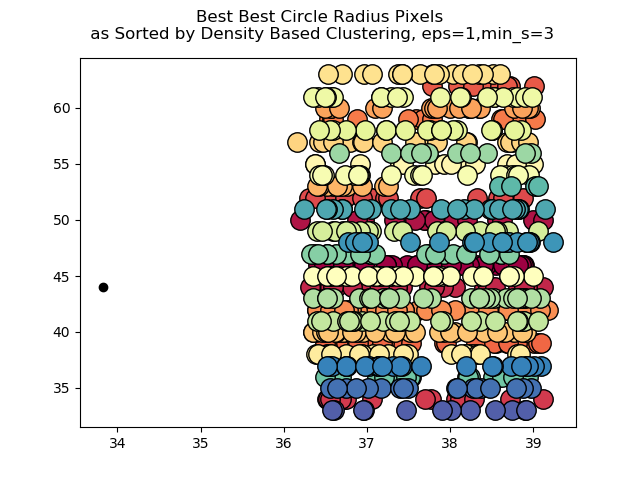 Best Best Circle Radius Pixels
as Sorted by Density Based Clustering, eps=1,min_s=3
60
55
50
45
40
35
34 35 36 37 38 39